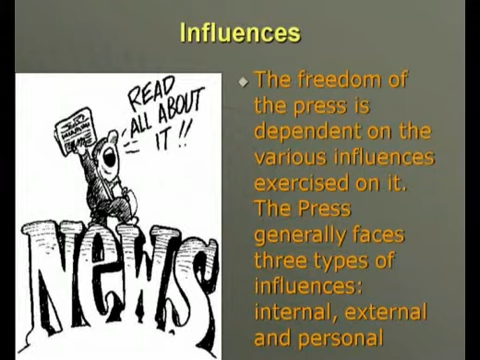 Influences
READ
ALL ABOUT
IT!!
News
The freedom of
the press is
dependent on the
various influences
exercised on it.
The Press
generally faces
three types of
influences:
internal, external
and personal